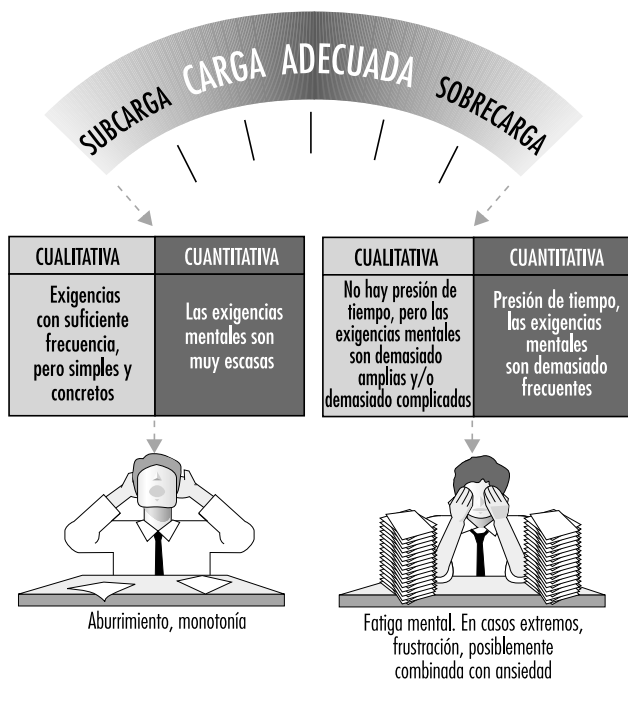 SUBCARGA CARGA ADECUADA SOBRECARGA
CUALITATIVA
Exigencias
con suficiente
frecuencia,
pero simples y
concretos
CUANTITATIVA
Las exigencias
mentales son
muy escasas
CUALITATIVA
No hay presión de
tiempo, pero las
exigencias mentales
son demasiado
amplias y/o
demasiado complicadas
CUANTITATIVA
Presión de tiempo,
las exigencias
mentales
son demasiado
frecuentes
Aburrimiento, monotonía
Fatiga mental. En casos extremos,
frustración, posiblemente
combinada con ansiedad